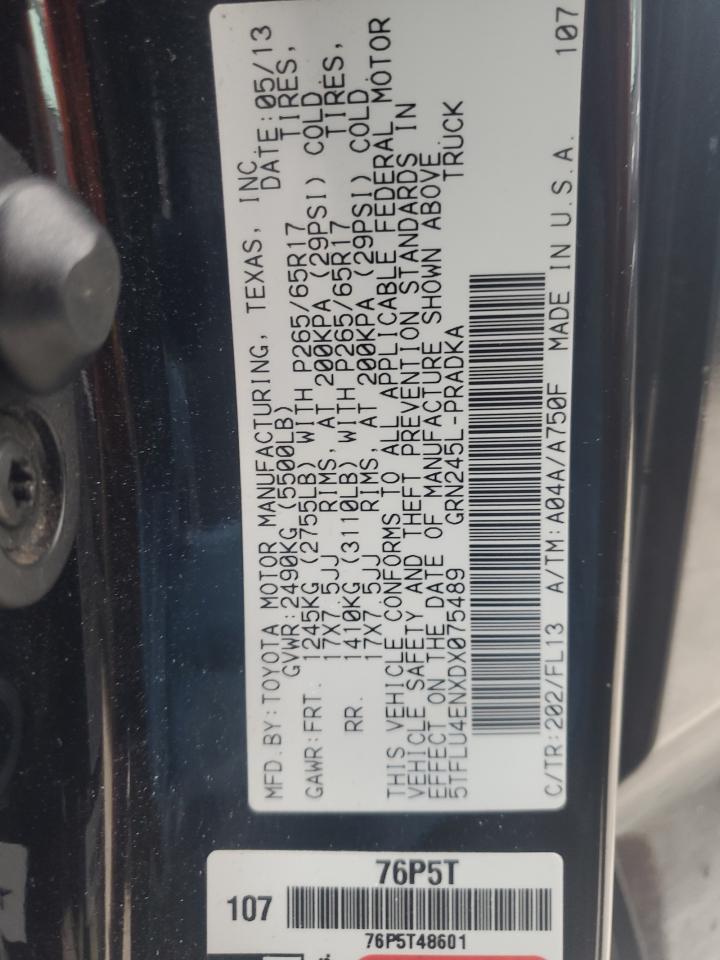 MFD.BY:TOYOTA MOTOR MANUFACTURING, TEXAS, INC.
GVWR:2490KG (5500LB) DATE:05/13
GAWR:FRT. 1245KG (2755LB) WITH P265/65R17 TIRES,
17X7.5JJ RIMS, AT 200KPA (29PSI) COLD
RR. 1410KG (3110LB) WITH P265/65R17 TIRES,
17X7.5JJ RIMS, AT 200KPA (29PSI) COLD
THIS VEHICLE CONFORMS TO ALL APPLICABLE FEDERAL MOTOR
VEHICLE SAFETY AND THEFT PREVENTION STANDARDS IN
EFFECT ON THE DATE OF MANUFACTURE SHOWN ABOVE
5TFLU4ENXDX075489 GRN245L-PRADKA TRUCK
C/TR:202/FL13 A/TM:A04A/A750F MADE IN U.S.A. 107
76P5T
107
76P5T48601